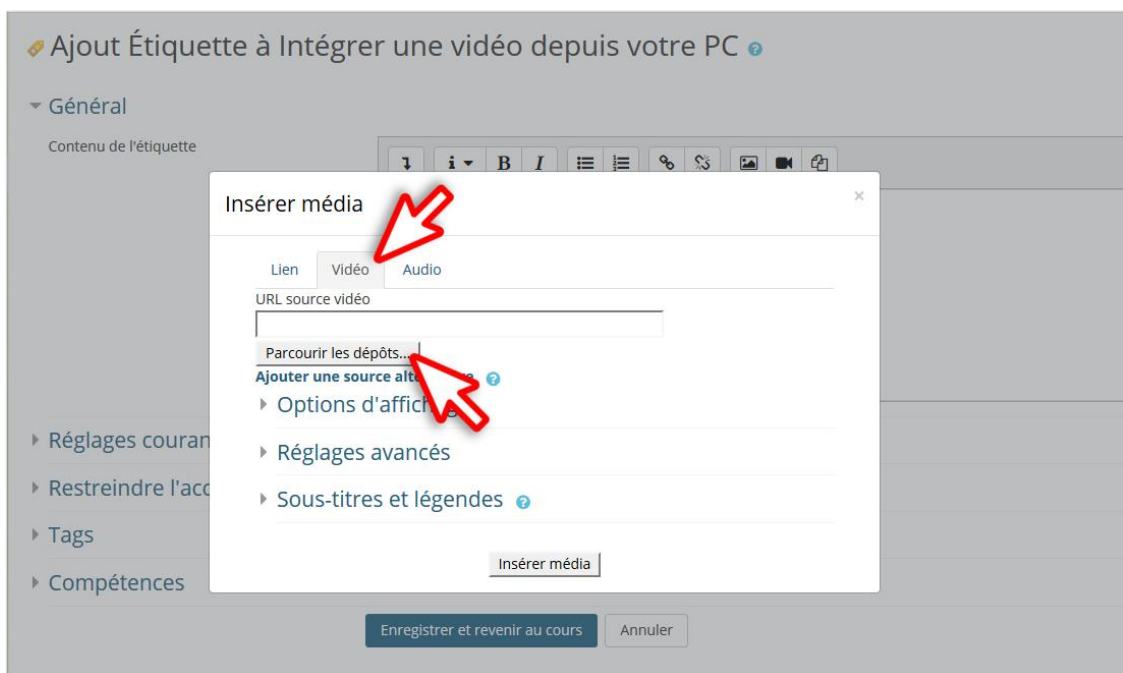 Ajout Étiquette à Intégrer une vidéo depuis votre PC
Général
Contenu de l'étiquette
i B I
Insérer média
×
Lien Vidéo Audio
URL source vidéo
Parcourir les dépôts...
Ajouter une source
Options d'affichag
Réglages avancés
Sous-titres et légendes
Insérer média
Réglages couran
Restreindre l'acc
Tags
Compétences
Enregistrer et revenir au cours Annuler